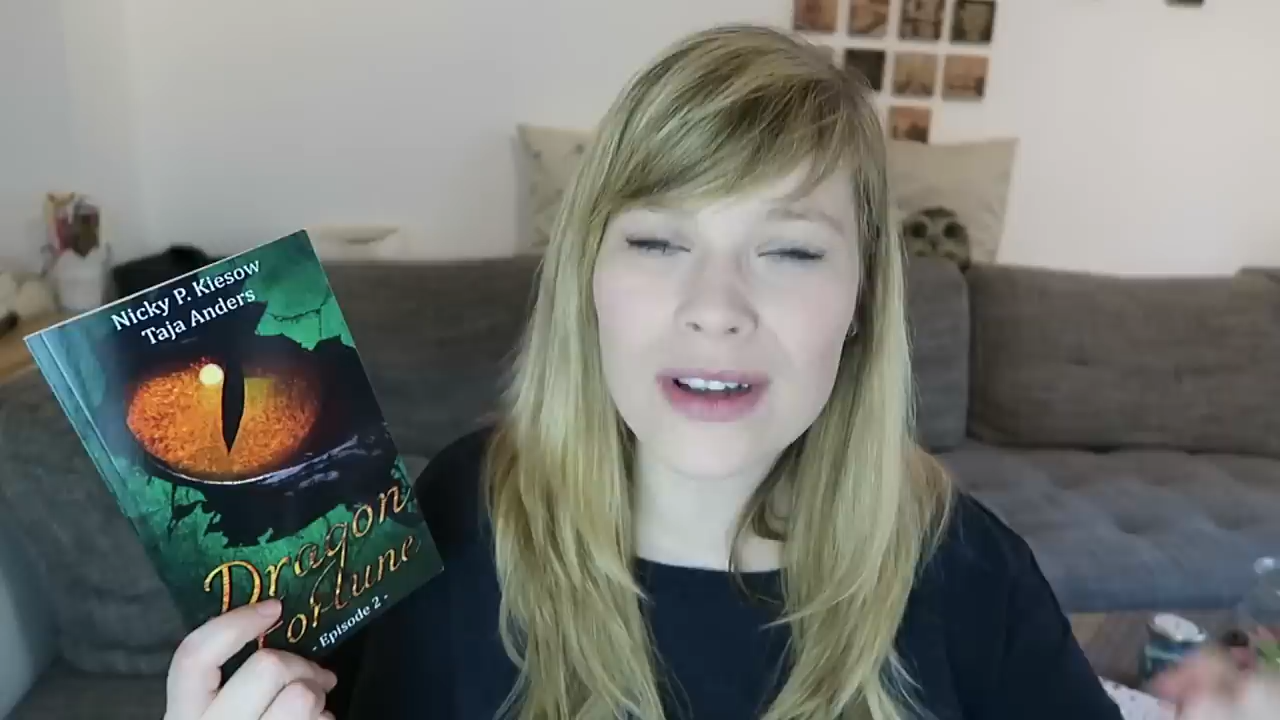 Nicky P. Kiesow
Taja Anders
Dragon
Fortune
- Episode 2 -